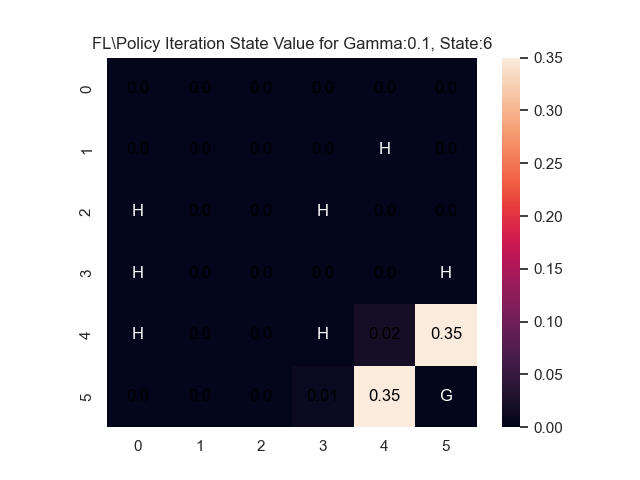 FL\Policy Iteration State Value for Gamma:0.1, State:6
0 0.0 0.0 0.0 0.0 0.0 0.0
1 0.0 0.0 0.0 0.0 H 0.0
2 H 0.0 0.0 H 0.0 0.0
3 H 0.0 0.0 0.0 0.0 H
4 H 0.0 0.0 H 0.02 0.35
5 0.0 0.0 0.0 0.01 0.35 G
0 1 2 3 4 5
0.35
0.30
0.25
0.20
0.15
0.10
0.05
0.00